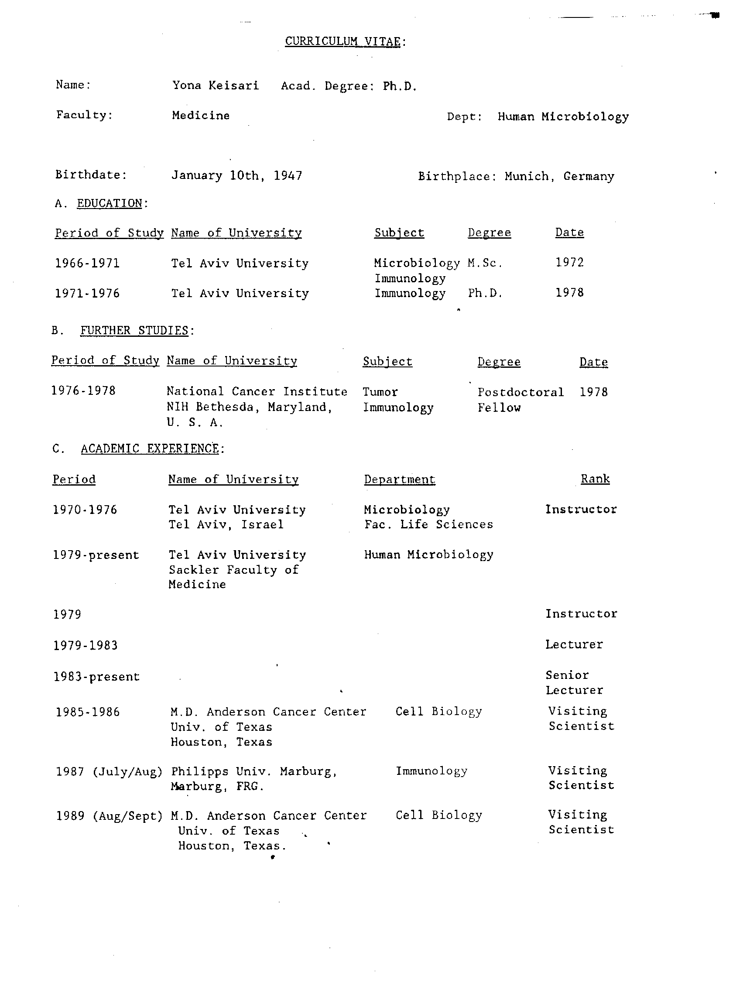 CURRICULUM VITAE:
Name: Yona Keisari Acad. Degree: Ph.D.
Faculty: Medicine Dept: Human Microbiology
Birthdate: January 10th, 1947 Birthplace: Munich, Germany
A. EDUCATION:
Period of Study Name of University Subject Degree Date
1966-1971 Tel Aviv University Microbiology M.Sc. 1972
Immunology
1971-1976 Tel Aviv University Immunology Ph.D. 1978
B. FURTHER STUDIES:
Period of Study Name of University Subject Degree Date
1976-1978 National Cancer Institute Tumor Postdoctoral 1978
NIH Bethesda, Maryland, Immunology Fellow
U. S. A.
C. ACADEMIC EXPERIENCE:
Period Name of University Department Rank
1970-1976 Tel Aviv University Microbiology Instructor
Tel Aviv, Israel Fac. Life Sciences
1979-present Tel Aviv University Human Microbiology
Sackler Faculty of
Medicine
1979 Instructor
1979-1983 Lecturer
1983-present Senior
Lecturer
1985-1986 M.D. Anderson Cancer Center Cell Biology Visiting
Univ. of Texas Scientist
Houston, Texas
1987 (July/Aug) Philipps Univ. Marburg, Immunology Visiting
Marburg, FRG. Scientist
1989 (Aug/Sept) M.D. Anderson Cancer Center Cell Biology Visiting
Univ. of Texas Scientist
Houston, Texas.